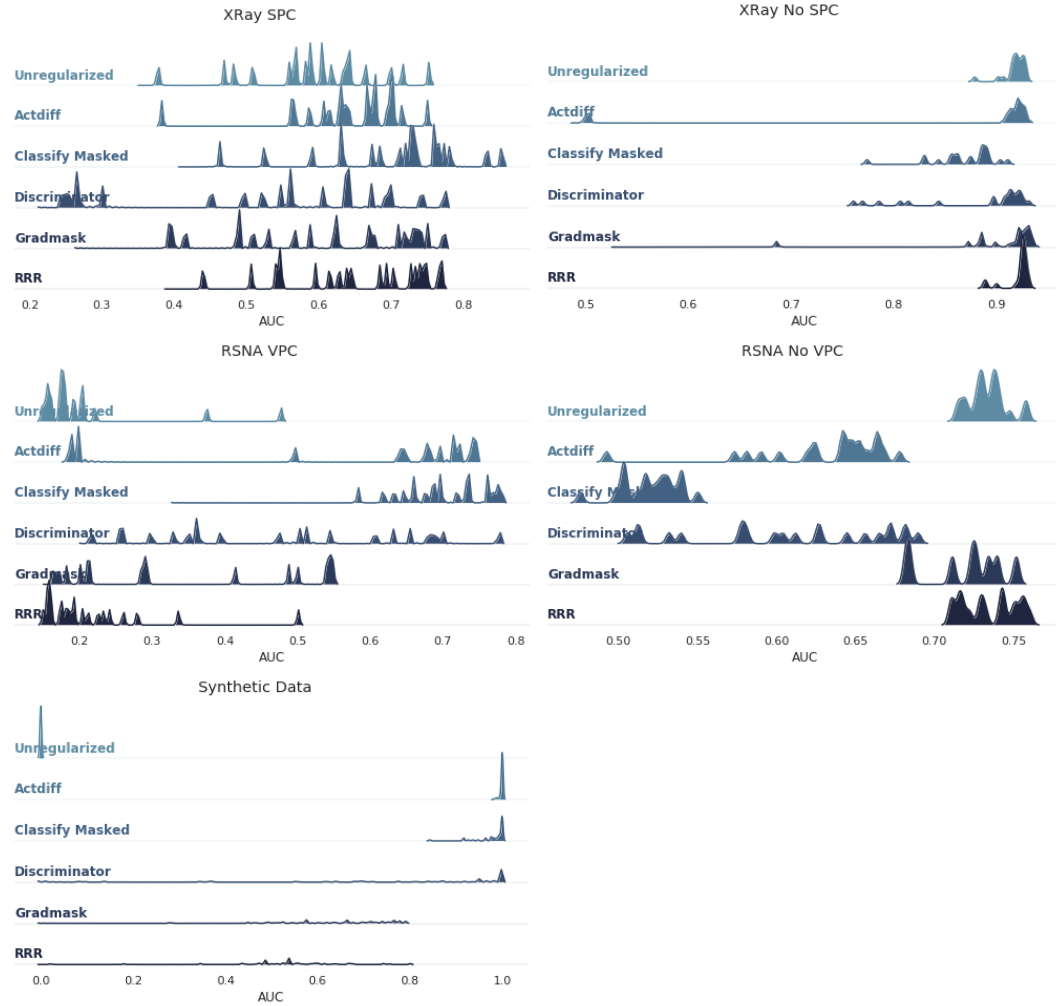 XRay SPC
Unregularized
Actdiff
Classify Masked
Discriminator
Gradmask
RRR
0.2 0.3 0.4 0.5 0.6 0.7 0.8
AUC
XRay No SPC
Unregularized
Actdiff
Classify Masked
Discriminator
Gradmask
RRR
0.5 0.6 0.7 0.8 0.9
AUC
RSNA VPC
Unregularized
Actdiff
Classify Masked
Discriminator
Gradmask
RRR
0.2 0.3 0.4 0.5 0.6 0.7 0.8
AUC
RSNA No VPC
Unregularized
Actdiff
Classify Masked
Discriminator
Gradmask
RRR
0.50 0.55 0.60 0.65 0.70 0.75
AUC
Synthetic Data
Unregularized
Actdiff
Classify Masked
Discriminator
Gradmask
RRR
0.0 0.2 0.4 0.6 0.8 1.0
AUC